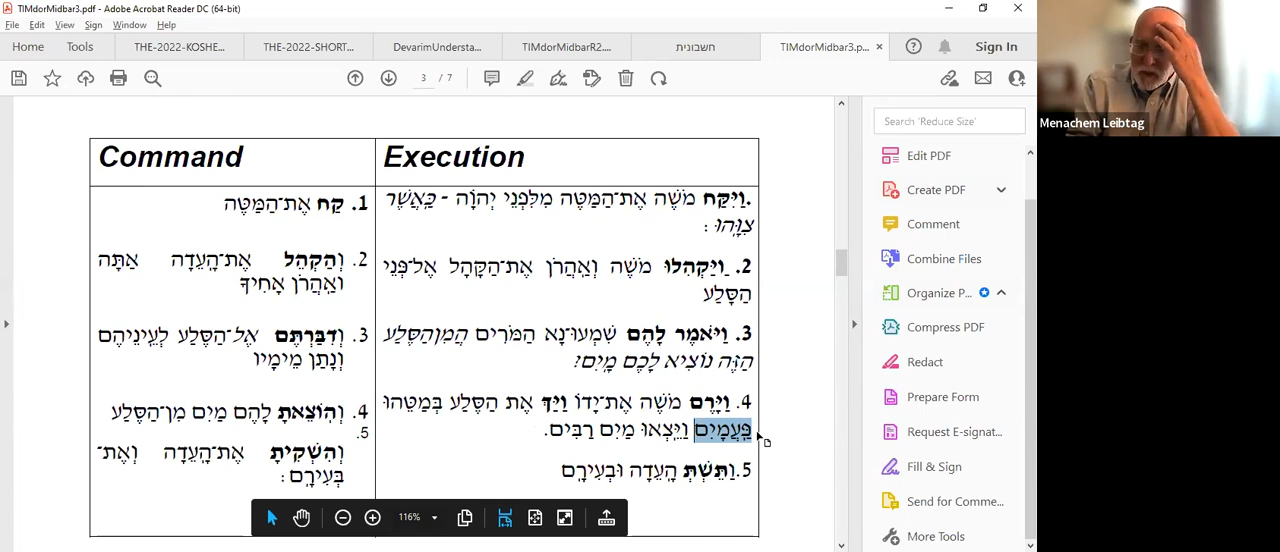 TIMdorMidbar3.pdf - Adobe Acrobat Reader DC (64-bit)
File Edit View Sign Window Help
Home Tools THE-2022-KOSHE... THE-2022-SHORT... DevarimUndersta... TIMdorMidbarR2... חשבונית TIMdorMidbar3.p... × Sign In
3 / 7
Menachem Leibtag
Search 'Reduce Size'
Edit PDF
Create PDF
Comment
Combine Files
Organize P...
Compress PDF
Redact
Prepare Form
Request E-signat...
Fill & Sign
Send for Comme...
More Tools
Command
1. קַח אֶת־הַמַּטֶּה
2. וְהַקְהֵל אֶת־הָעֵדָה אַתָּה
וְאַהֲרֹן אָחִיךָ
3. וְדִבַּרְתֶּם אֶל־הַסֶּלַע לְעֵינֵיהֶם
וְנָתַן מֵימָיו
4. וְהוֹצֵאתָ לָהֶם מַיִם מִן־הַסֶּלַע
5.
וְהִשְׁקִיתָ אֶת־הָעֵדָה וְאֶת־
בְּעִירָם :
Execution
.וַיִּקַּח מֹשֶׁה אֶת־הַמַּטֶּה מִלִּפְנֵי יְהוָה - כַּאֲשֶׁר
צִוָּהוּ :
2. וַיַּקְהִלוּ מֹשֶׁה וְאַהֲרֹן אֶת־הַקָּהָל אֶל־פְּנֵי
הַסָּלַע
3. וַיֹּאמֶר לָהֶם שִׁמְעוּ־נָא הַמֹּרִים הֲמִן־הַסֶּלַע
הַזֶּה נוֹצִיא לָכֶם מָיִם?
4. וַיָּרֶם מֹשֶׁה אֶת־יָדוֹ וַיַּךְ אֶת הַסֶּלַע בְּמַטֵּהוּ
פַּעֲמָיִם וַיֵּצְאוּ מַיִם רַבִּים.
5. וַתֵּשְׁתְּ הָעֵדָה וּבְעִירָם
116%